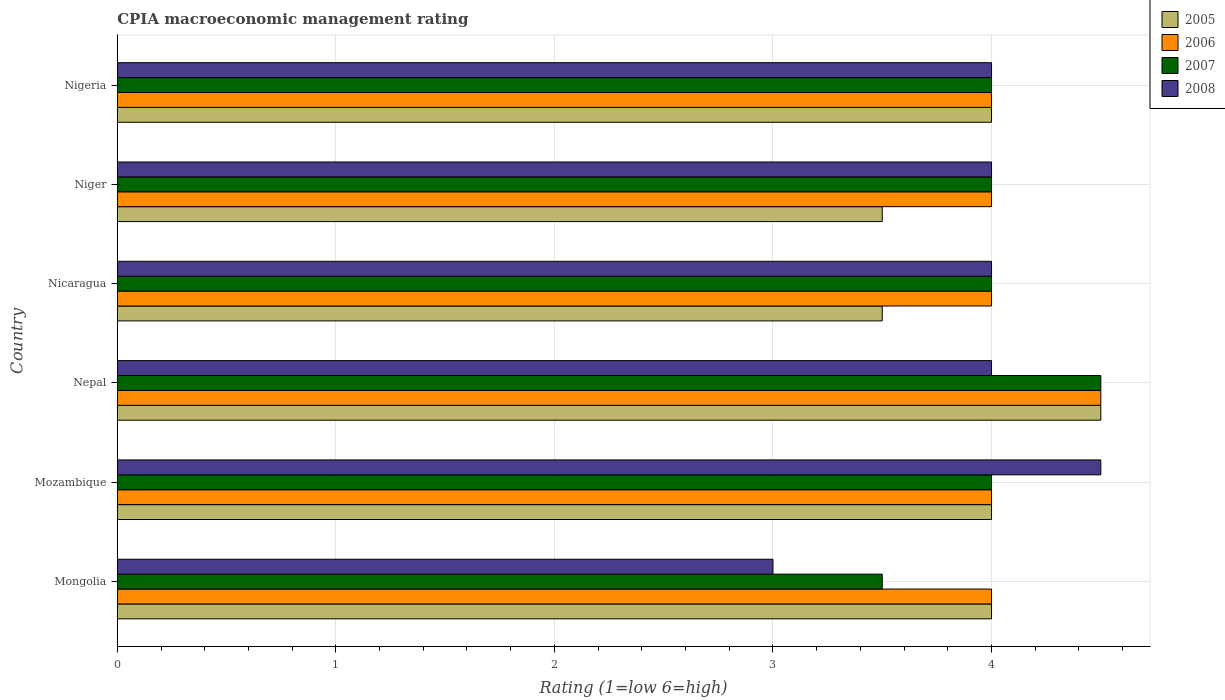 CPIA macroeconomic management rating
2005
2006
2007
2008
Nigeria
Niger
Nicaragua
Nepal
Mozambique
Mongolia
Country
0
1
2
3
4
Rating (1=low 6=high)